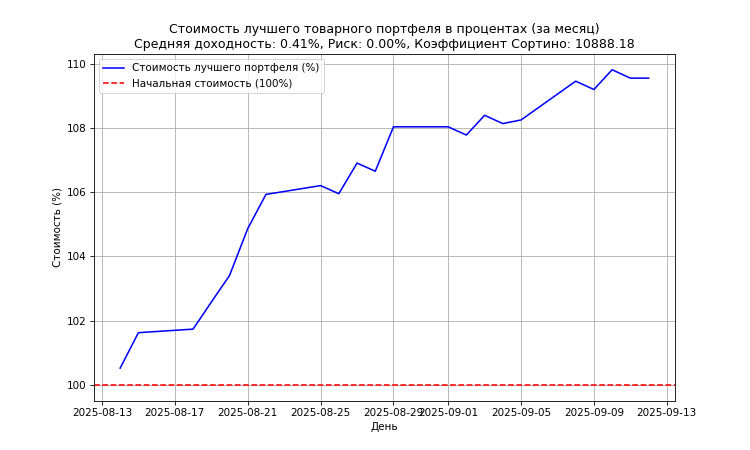 Стоимость лучшего товарного портфеля в процентах (за месяц)
Средняя доходность: 0.41%, Риск: 0.00%, Коэффициент Сортино: 10888.18
Стоимость лучшего портфеля (%)
Начальная стоимость (100%)
Стоимость (%)
110
108
106
104
102
100
2025-08-13 2025-08-17 2025-08-21 2025-08-25 2025-08-29 2025-09-01 2025-09-05 2025-09-09 2025-09-13
День